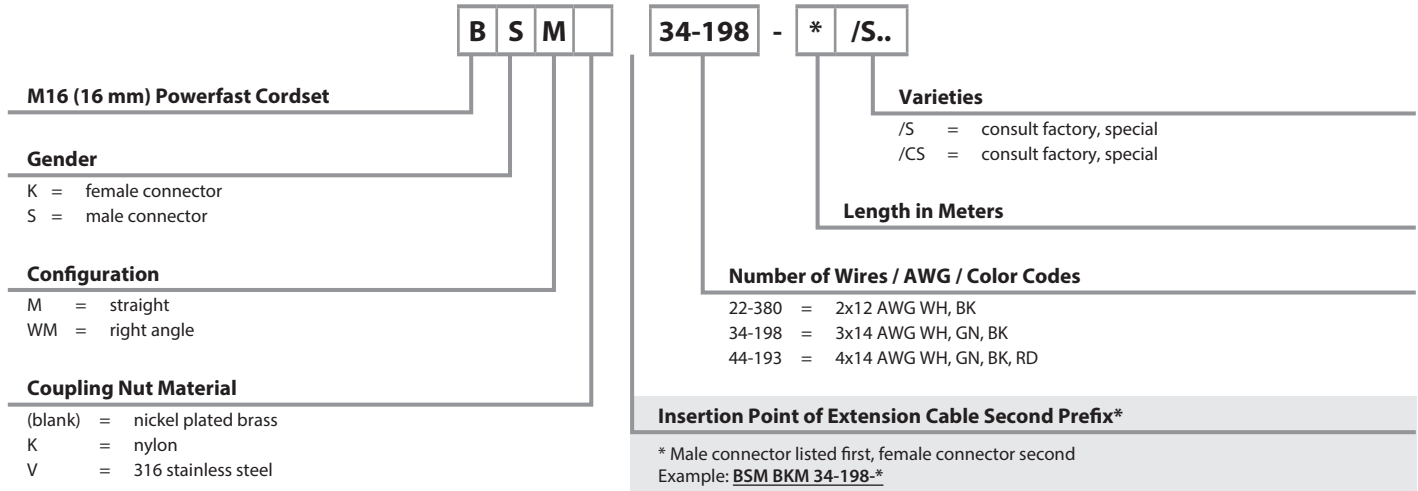 B S M 34-198 - * /S..
M16 (16 mm) Powerfast Cordset
Gender
K = female connector
S = male connector
Configuration
M = straight
WM = right angle
Coupling Nut Material
(blank) = nickel plated brass
K = nylon
V = 316 stainless steel
Varieties
/S = consult factory, special
/CS = consult factory, special
Length in Meters
Number of Wires / AWG / Color Codes
22-380 = 2x12 AWG WH, BK
34-198 = 3x14 AWG WH, GN, BK
44-193 = 4x14 AWG WH, GN, BK, RD
Insertion Point of Extension Cable Second Prefix*
* Male connector listed first, female connector second
Example: BSM BKM 34-198-*